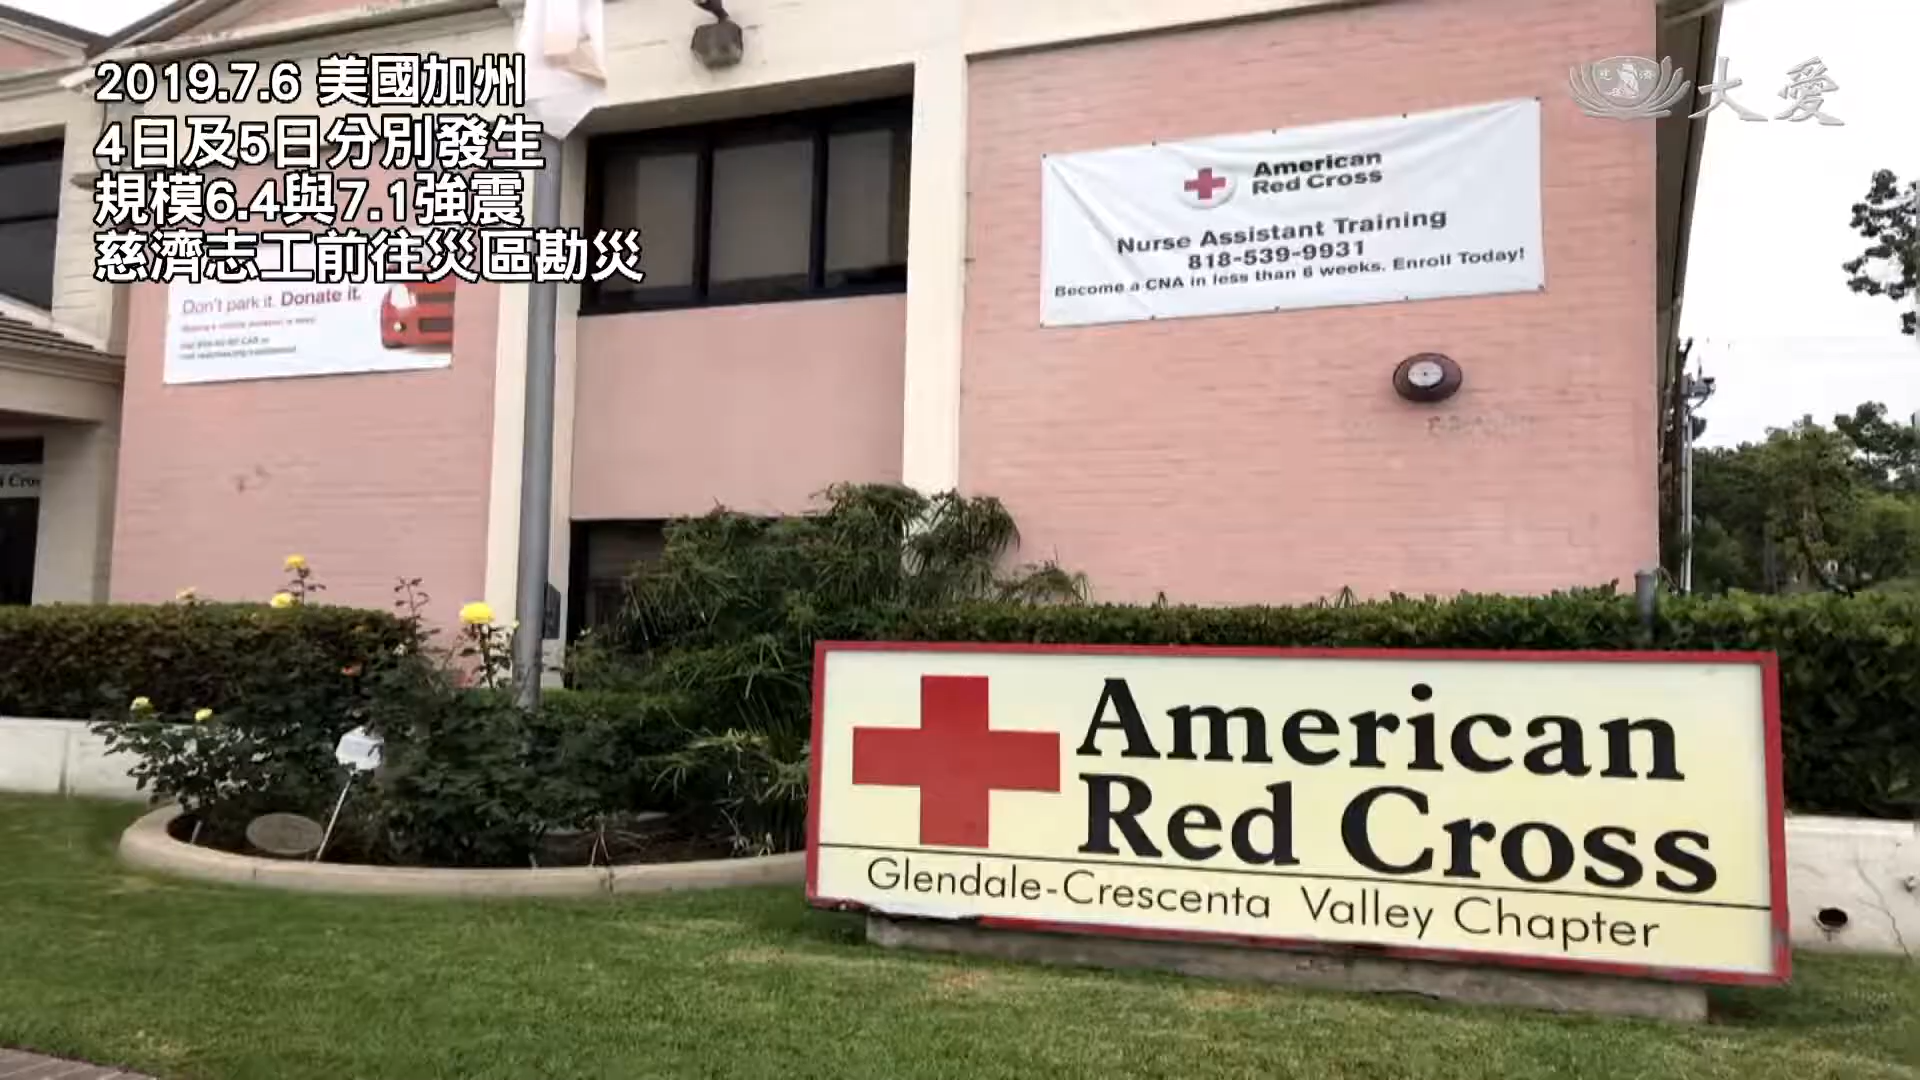 2019.7.6 美國加州
4日及5日分別發生
規模6.4與7.1強震
慈濟志工前往災區勘災
大愛
American
Red Cross
Nurse Assistant Training
818-539-9931
Become a CNA in less than 6 weeks. Enroll Today!
Don't park it. Donate it.
d Cros
American
Red Cross
Glendale-Crescenta Valley Chapter